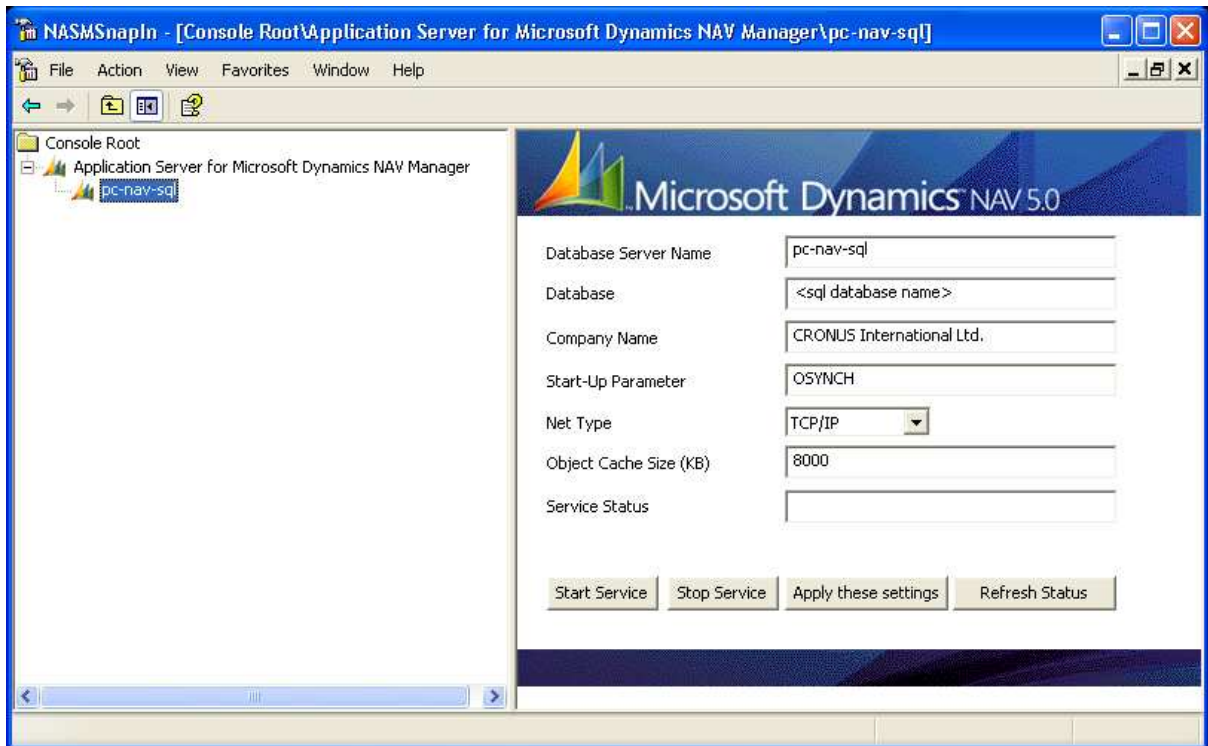 NASMSnapIn - [Console Root\Application Server for Microsoft Dynamics NAV Manager\pc-nav-sql]
File Action View Favorites Window Help
Console Root
Application Server for Microsoft Dynamics NAV Manager
pc-nav-sql
Microsoft Dynamics NAV 5.0
Database Server Name pc-nav-sql
Database <sql database name>
Company Name CRONUS International Ltd.
Start-Up Parameter OSYNCH
Net Type TCP/IP
Object Cache Size (KB) 8000
Service Status
Start Service Stop Service Apply these settings Refresh Status